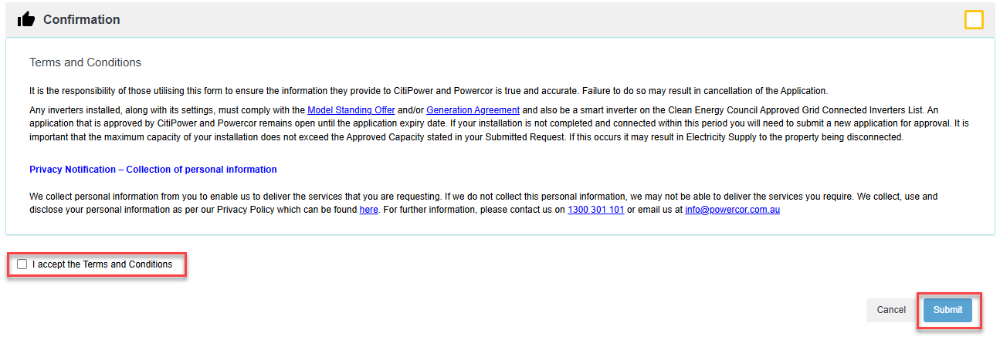 Confirmation
Terms and Conditions
It is the responsibility of those utilising this form to ensure the information they provide to CitiPower and Powercor is true and accurate. Failure to do so may result in cancellation of the Application.
Any inverters installed, along with its settings, must comply with the Model Standing Offer and/or Generation Agreement and also be a smart inverter on the Clean Energy Council Approved Grid Connected Inverters List. An
application that is approved by CitiPower and Powercor remains open until the application expiry date. If your installation is not completed and connected within this period you will need to submit a new application for approval. It is
important that the maximum capacity of your installation does not exceed the Approved Capacity stated in your Submitted Request. If this occurs it may result in Electricity Supply to the property being disconnected.
Privacy Notification – Collection of personal information
We collect personal information from you to enable us to deliver the services that you are requesting. If we do not collect this personal information, we may not be able to deliver the services you require. We collect, use and
disclose your personal information as per our Privacy Policy which can be found here. For further information, please contact us on 1300 301 101 or email us at info@powercor.com.au
I accept the Terms and Conditions
Cancel Submit